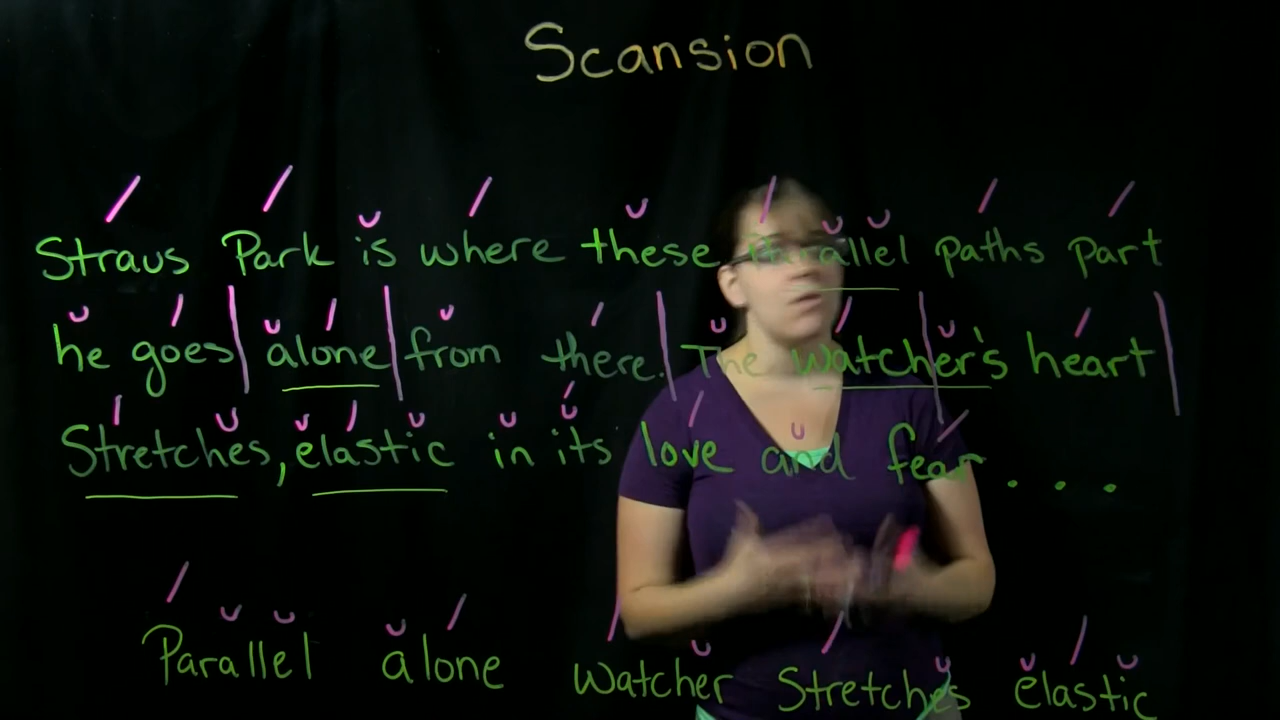 Scansion
Straus Park is where these Parallel paths part
he goes alone from there. The watcher's heart
Stretches, elastic in its love and fear . . .
Parallel alone watcher Stretches elastic